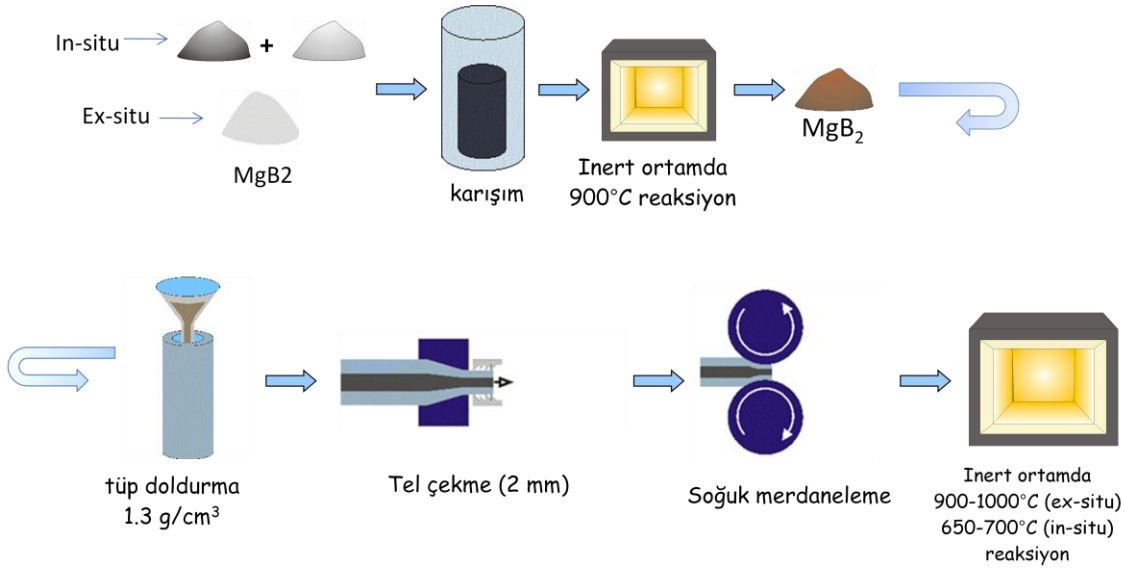 In-situ
+
Ex-situ
MgB2
karışım
Inert ortamda
900°C reaksiyon
MgB₂
tüp doldurma
1.3 g/cm³
Tel çekme (2 mm)
Soğuk merdaneleme
Inert ortamda
900-1000°C (ex-situ)
650-700°C (in-situ)
reaksiyon